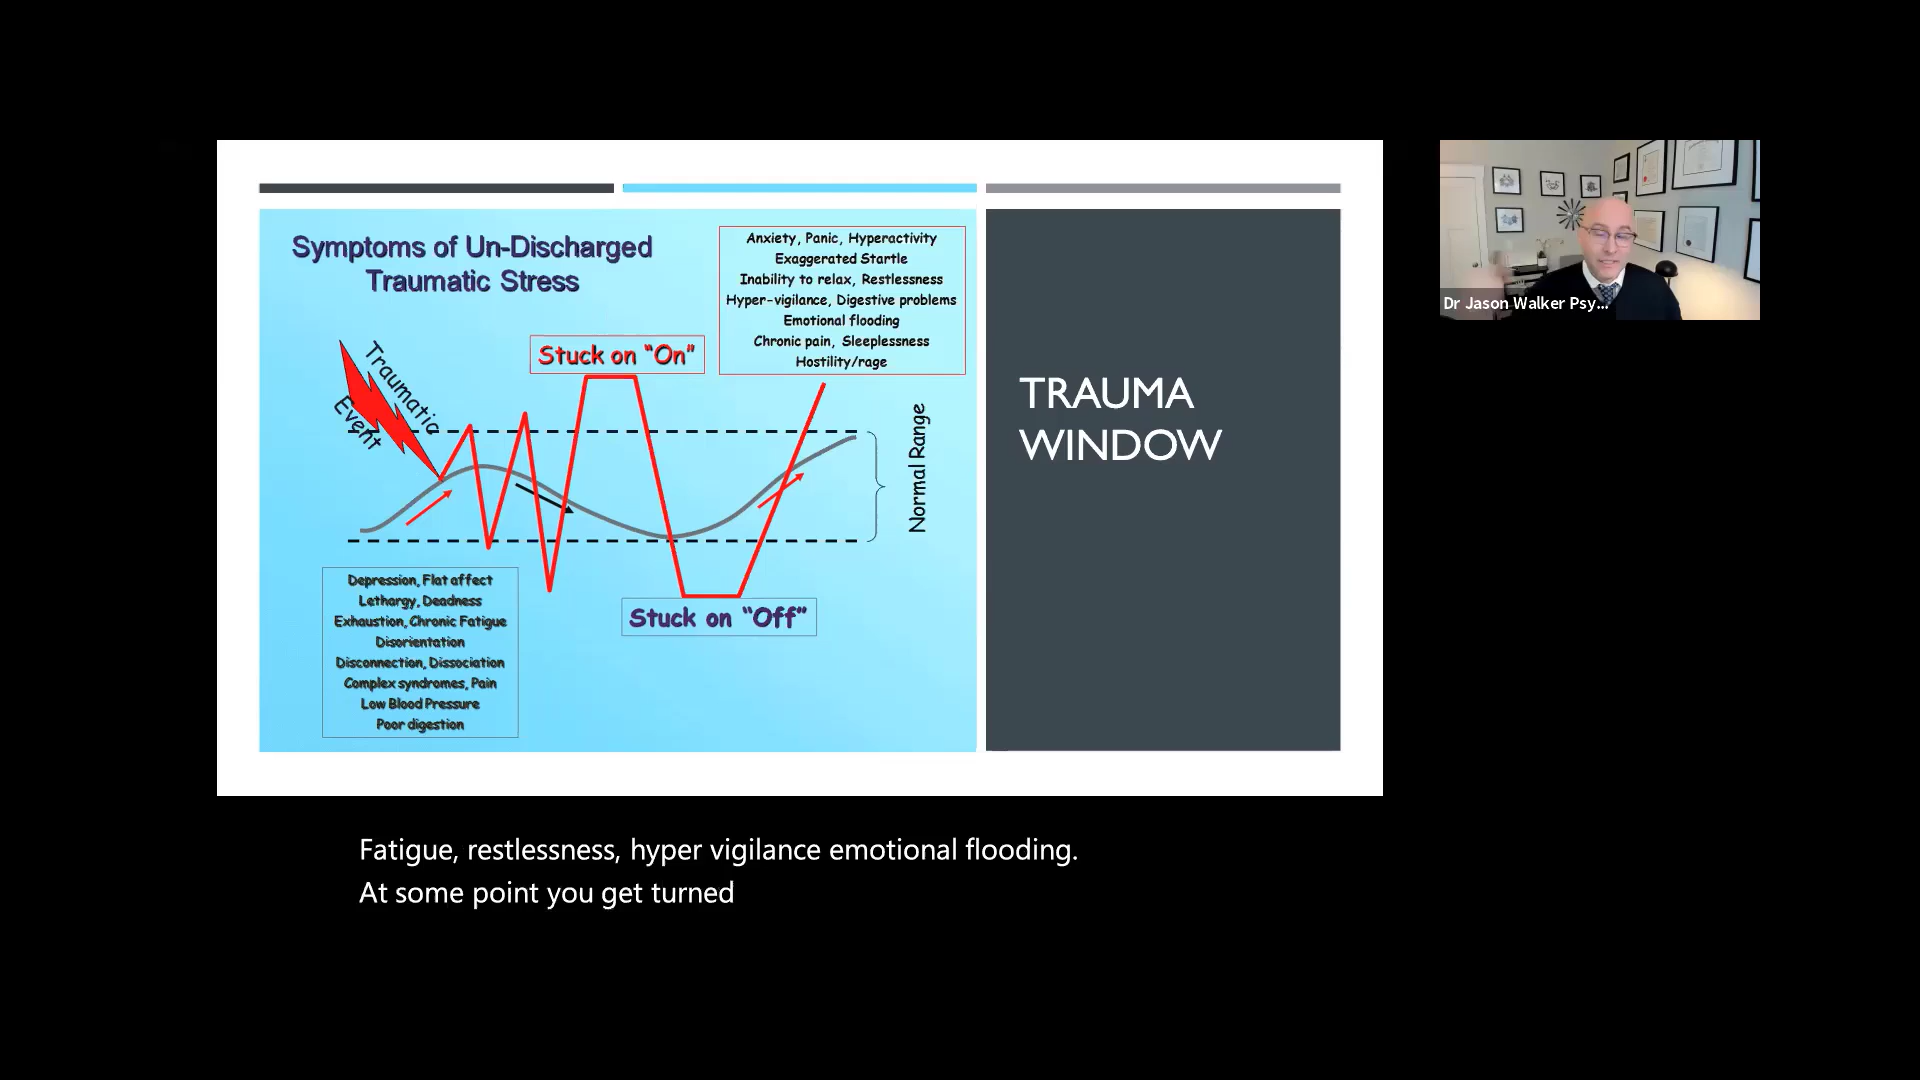 Symptoms of Un-Discharged
Traumatic Stress
Anxiety, Panic, Hyperactivity
Exaggerated Startle
Inability to relax, Restlessness
Hyper-vigilance, Digestive problems
Emotional flooding
Chronic pain, Sleeplessness
Hostility/rage
Stuck on “On”
Traumatic
Event
Normal Range
Depression, Flat affect
Lethargy, Deadness
Exhaustion, Chronic Fatigue
Disorientation
Disconnection, Dissociation
Complex syndromes, Pain
Low Blood Pressure
Poor digestion
Stuck on “Off”
TRAUMA
WINDOW
Dr Jason Walker Psy...
Fatigue, restlessness, hyper vigilance emotional flooding.
At some point you get turned